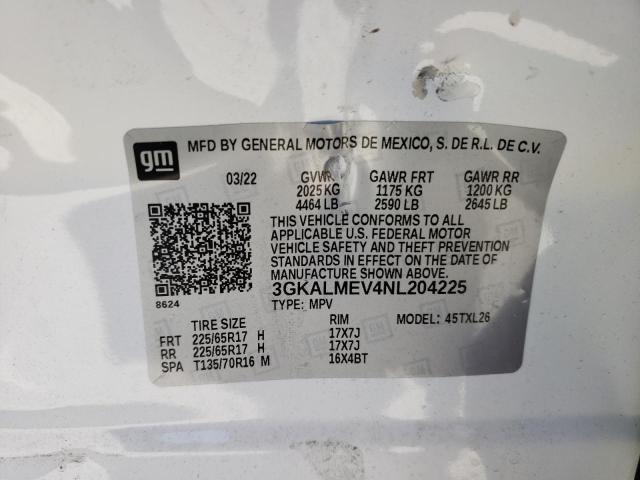 gm
MFD BY GENERAL MOTORS DE MEXICO, S. DE R.L. DE C.V.
03/22 GVWR GAWR FRT GAWR RR
2025 KG 1175 KG 1200 KG
4464 LB 2590 LB 2645 LB
THIS VEHICLE CONFORMS TO ALL
APPLICABLE U.S. FEDERAL MOTOR
VEHICLE SAFETY AND THEFT PREVENTION
STANDARDS IN EFFECT ON THE DATE OF
MANUFACTURE SHOWN ABOVE.
8624 3GKALMEV4NL204225
TYPE: MPV
TIRE SIZE RIM MODEL: 45TXL26
FRT 225/65R17 H 17X7J
RR 225/65R17 H 17X7J
SPA T135/70R16 M 16X4BT